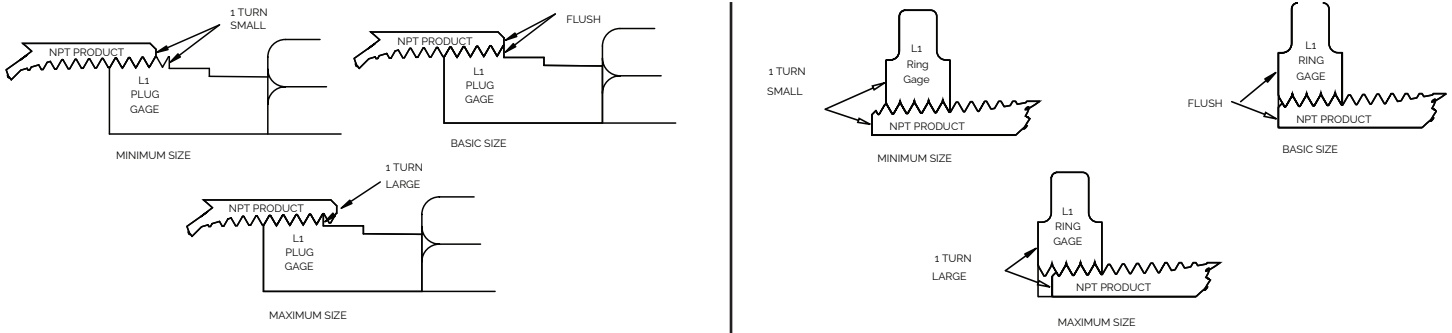 1 TURN
SMALL
NPT PRODUCT
L1
PLUG
GAGE
MINIMUM SIZE
FLUSH
NPT PRODUCT
L1
PLUG
GAGE
BASIC SIZE
1 TURN
LARGE
NPT PRODUCT
L1
PLUG
GAGE
MAXIMUM SIZE
L1
Ring
Gage
1 TURN
SMALL
NPT PRODUCT
MINIMUM SIZE
L1
RING
GAGE
FLUSH
NPT PRODUCT
BASIC SIZE
L1
RING
GAGE
1 TURN
LARGE
NPT PRODUCT
MAXIMUM SIZE